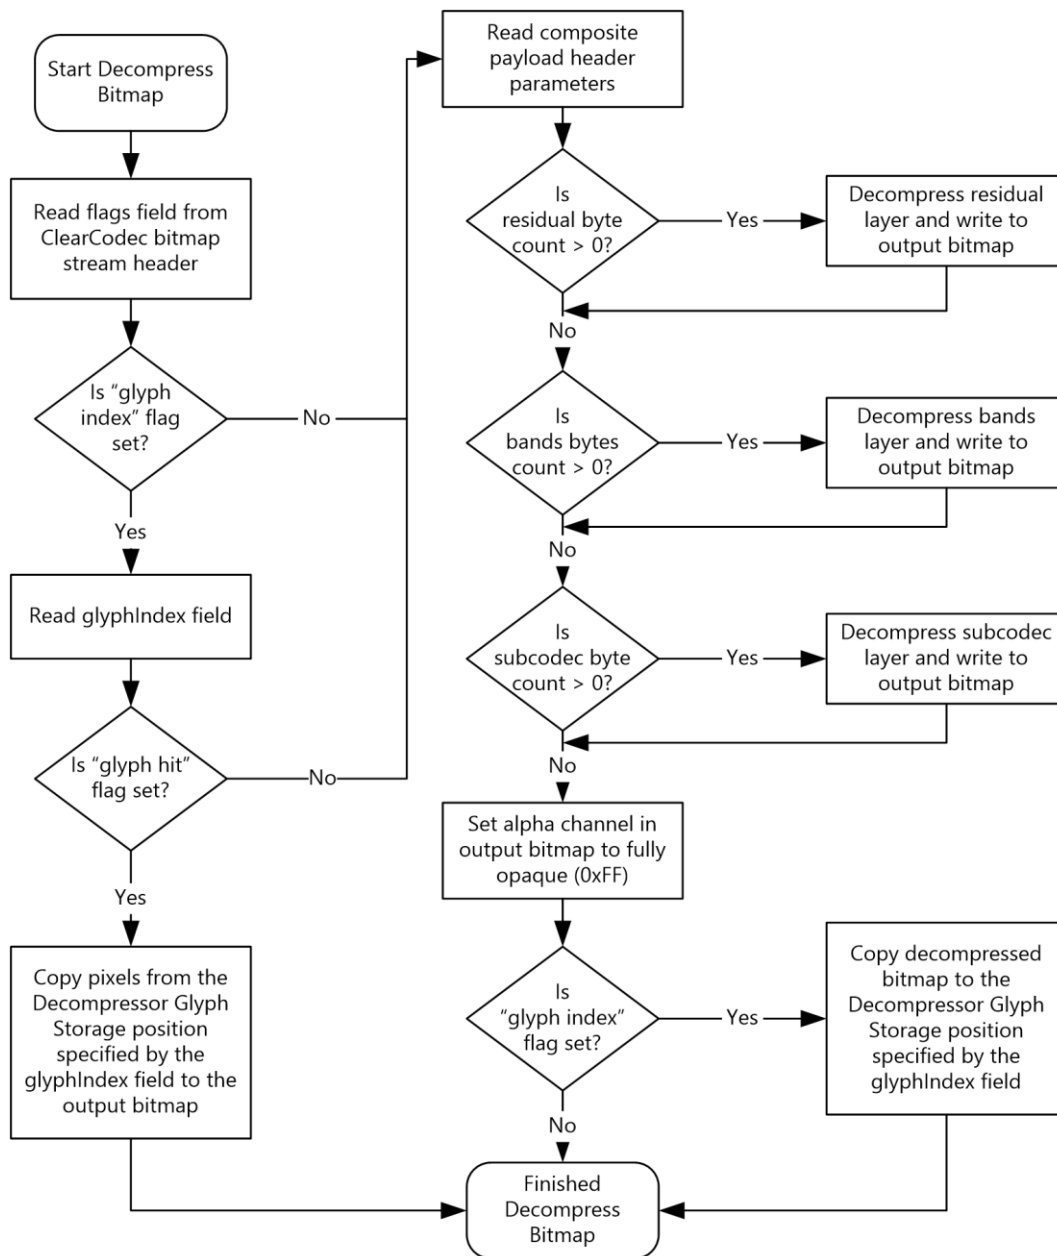 Start Decompress
Bitmap
Read flags field from
ClearCodec bitmap
stream header
Is “glyph
index” flag
set?
No
Yes
Read glyphIndex field
Is “glyph hit”
flag set?
No
Yes
Copy pixels from the
Decompressor Glyph
Storage position
specified by the
glyphIndex field to the
output bitmap
Read composite
payload header
parameters
Is
residual byte
count > 0?
Yes
Decompress residual
layer and write to
output bitmap
No
Is
bands bytes
count > 0?
Yes
Decompress bands
layer and write to
output bitmap
No
Is
subcodec byte
count > 0?
Yes
Decompress subcodec
layer and write to
output bitmap
No
Set alpha channel in
output bitmap to fully
opaque (0xFF)
Is
“glyph index”
flag set?
Yes
Copy decompressed
bitmap to the
Decompressor Glyph
Storage position
specified by the
glyphIndex field
No
Finished
Decompress
Bitmap